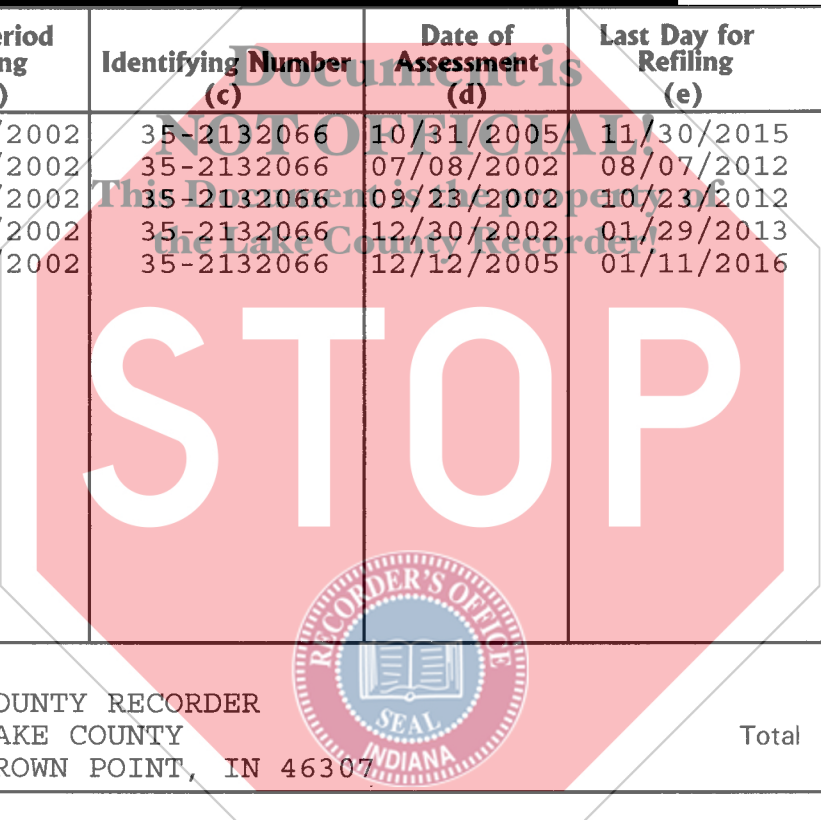 eriod Identifying Number Date of Last Day for
ng (c) Assessment Refiling
) (d) (e)
/2002 35-2132066 10/31/2005 11/30/2015
/2002 35-2132066 07/08/2002 08/07/2012
/2002 35-2132066 09/23/2002 10/23/2012
/2002 35-2132066 12/30/2002 01/29/2013
/2002 35-2132066 12/12/2005 01/11/2016
Document is
NOT OFFICIAL!
This Document is the property of
the Lake County Recorder!
STOP
RECORDER'S OFFICE
SEAL
INDIANA
OUNTY RECORDER
AKE COUNTY Total
ROWN POINT, IN 46307